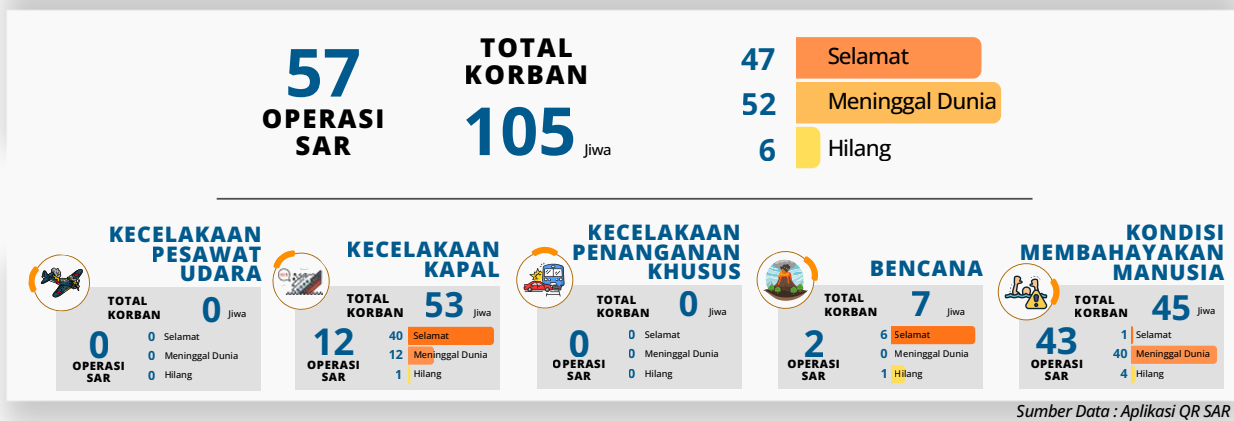 57
OPERASI
SAR
TOTAL
KORBAN
105 Jiwa
47 Selamat
52 Meninggal Dunia
6 Hilang
KECELAKAAN
PESAWAT
UDARA
TOTAL
KORBAN
0 Jiwa
0
OPERASI
SAR
0 Selamat
0 Meninggal Dunia
0 Hilang
KECELAKAAN
KAPAL
TOTAL
KORBAN
53 Jiwa
12
OPERASI
SAR
40 Selamat
12 Meninggal Dunia
1 Hilang
KECELAKAAN
PENANGANAN
KHUSUS
TOTAL
KORBAN
0 Jiwa
0
OPERASI
SAR
0 Selamat
0 Meninggal Dunia
0 Hilang
BENCANA
TOTAL
KORBAN
7 Jiwa
2
OPERASI
SAR
6 Selamat
0 Meninggal Dunia
1 Hilang
KONDISI
MEMBAHAYAKAN
MANUSIA
TOTAL
KORBAN
45 Jiwa
43
OPERASI
SAR
1 Selamat
40 Meninggal Dunia
4 Hilang
Sumber Data : Aplikasi QR SAR